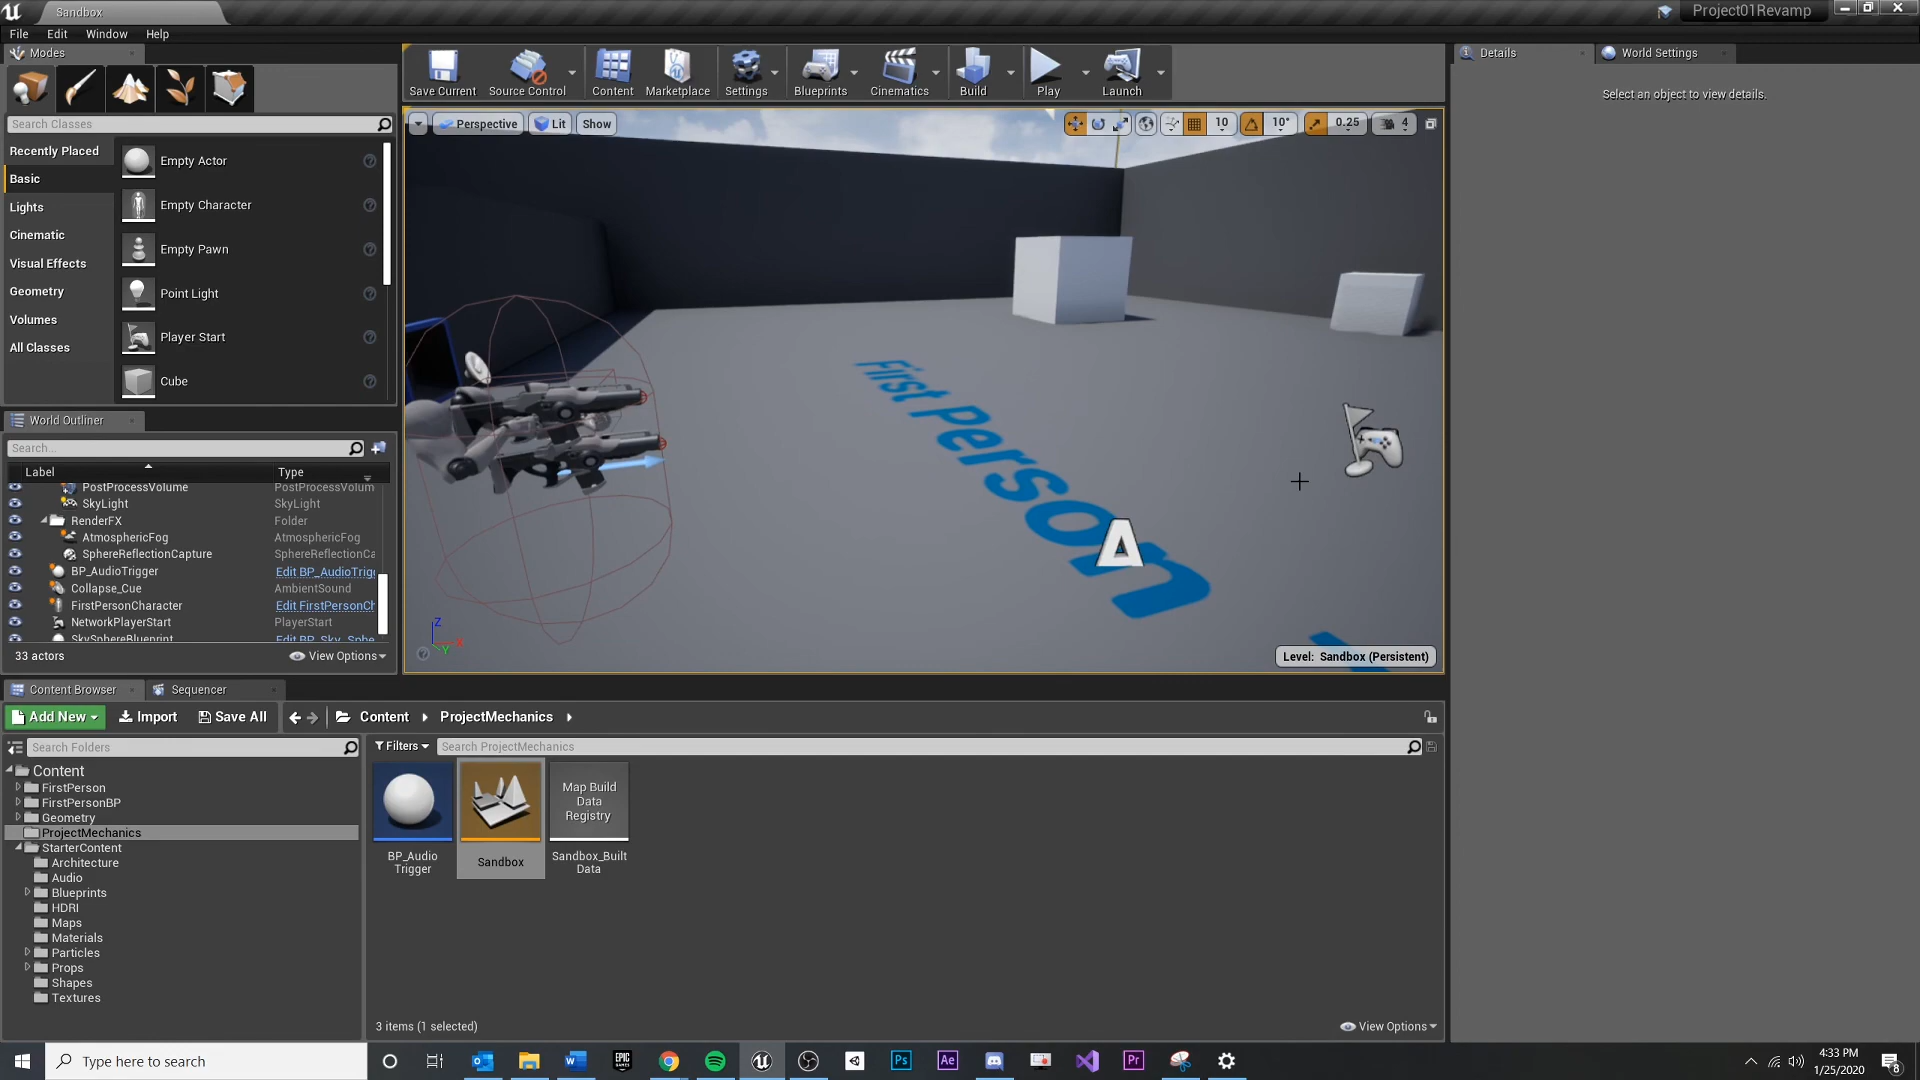 Sandbox
Project01Revamp
File Edit Window Help
Modes
Save Current
Source Control
Content
Marketplace
Settings
Blueprints
Cinematics
Build
Play
Launch
Details
World Settings
Select an object to view details.
Search Classes
Recently Placed
Basic
Lights
Cinematic
Visual Effects
Geometry
Volumes
All Classes
Empty Actor
Empty Character
Empty Pawn
Point Light
Player Start
Cube
Perspective
Lit
Show
10
10°
0.25
4
First Person
A
Z
X
Y
Level: Sandbox (Persistent)
World Outliner
Search...
Label Type
PostProcessVolume PostProcessVolum
SkyLight SkyLight
RenderFX Folder
AtmosphericFog AtmosphericFog
SphereReflectionCapture SphereReflectionCa
BP_AudioTrigger Edit BP_AudioTrigg
Collapse_Cue AmbientSound
FirstPersonCharacter Edit FirstPersonCh
NetworkPlayerStart PlayerStart
SkySphereBlueprint Edit BP_Sky_Sphe
33 actors
View Options
Content Browser
Sequencer
Add New
Import
Save All
Content
ProjectMechanics
Search Folders
Filters
Search ProjectMechanics
Content
FirstPerson
FirstPersonBP
Geometry
ProjectMechanics
StarterContent
Architecture
Audio
Blueprints
HDRI
Maps
Materials
Particles
Props
Shapes
Textures
BP_Audio
Trigger
Sandbox
Map Build
Data
Registry
Sandbox_Built
Data
3 items (1 selected)
View Options
Type here to search
EPIC
GAMES
Ps
Ae
Pr
4:33 PM
1/25/2020
8